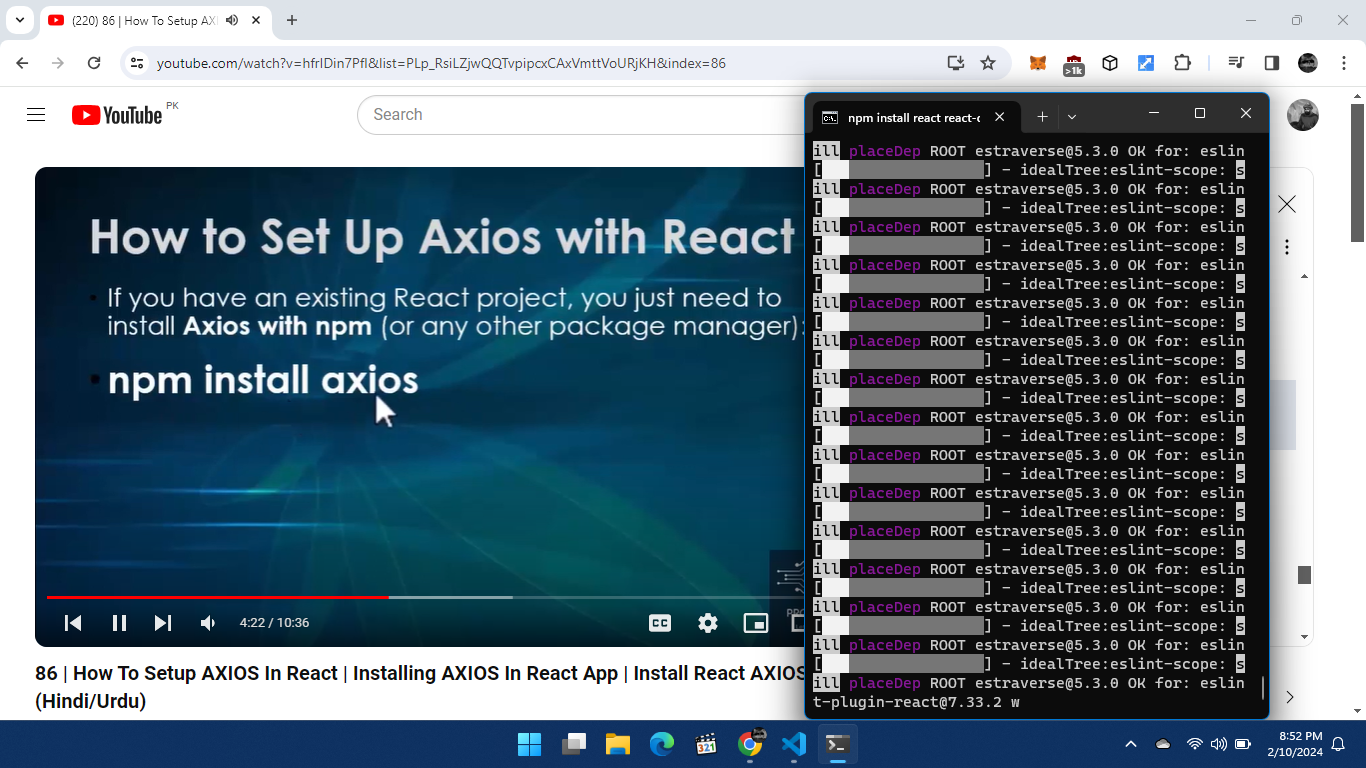 (220) 86 | How To Setup AXI
youtube.com/watch?v=hfrIDin7PfI&list=PLp_RsiLZjwQQTvpipcxCAxVmttVoURjKH&index=86
>1k
YouTube PK
Search
How to Set Up Axios with React
If you have an existing React project, you just need to
install Axios with npm (or any other package manager):
npm install axios
4:22 / 10:36
CC
86 | How To Setup AXIOS In React | Installing AXIOS In React App | Install React AXIOS
(Hindi/Urdu)
npm install react react-d
ill placeDep ROOT estraverse@5.3.0 OK for: eslin
[ ] - idealTree:eslint-scope: s
ill placeDep ROOT estraverse@5.3.0 OK for: eslin
[ ] - idealTree:eslint-scope: s
ill placeDep ROOT estraverse@5.3.0 OK for: eslin
[ ] - idealTree:eslint-scope: s
ill placeDep ROOT estraverse@5.3.0 OK for: eslin
[ ] - idealTree:eslint-scope: s
ill placeDep ROOT estraverse@5.3.0 OK for: eslin
[ ] - idealTree:eslint-scope: s
ill placeDep ROOT estraverse@5.3.0 OK for: eslin
[ ] - idealTree:eslint-scope: s
ill placeDep ROOT estraverse@5.3.0 OK for: eslin
[ ] - idealTree:eslint-scope: s
ill placeDep ROOT estraverse@5.3.0 OK for: eslin
[ ] - idealTree:eslint-scope: s
ill placeDep ROOT estraverse@5.3.0 OK for: eslin
[ ] - idealTree:eslint-scope: s
ill placeDep ROOT estraverse@5.3.0 OK for: eslin
[ ] - idealTree:eslint-scope: s
ill placeDep ROOT estraverse@5.3.0 OK for: eslin
[ ] - idealTree:eslint-scope: s
ill placeDep ROOT estraverse@5.3.0 OK for: eslin
[ ] - idealTree:eslint-scope: s
ill placeDep ROOT estraverse@5.3.0 OK for: eslin
[ ] - idealTree:eslint-scope: s
ill placeDep ROOT estraverse@5.3.0 OK for: eslin
[ ] - idealTree:eslint-scope: s
ill placeDep ROOT estraverse@5.3.0 OK for: eslin
t-plugin-react@7.33.2 w
321
8:52 PM
2/10/2024